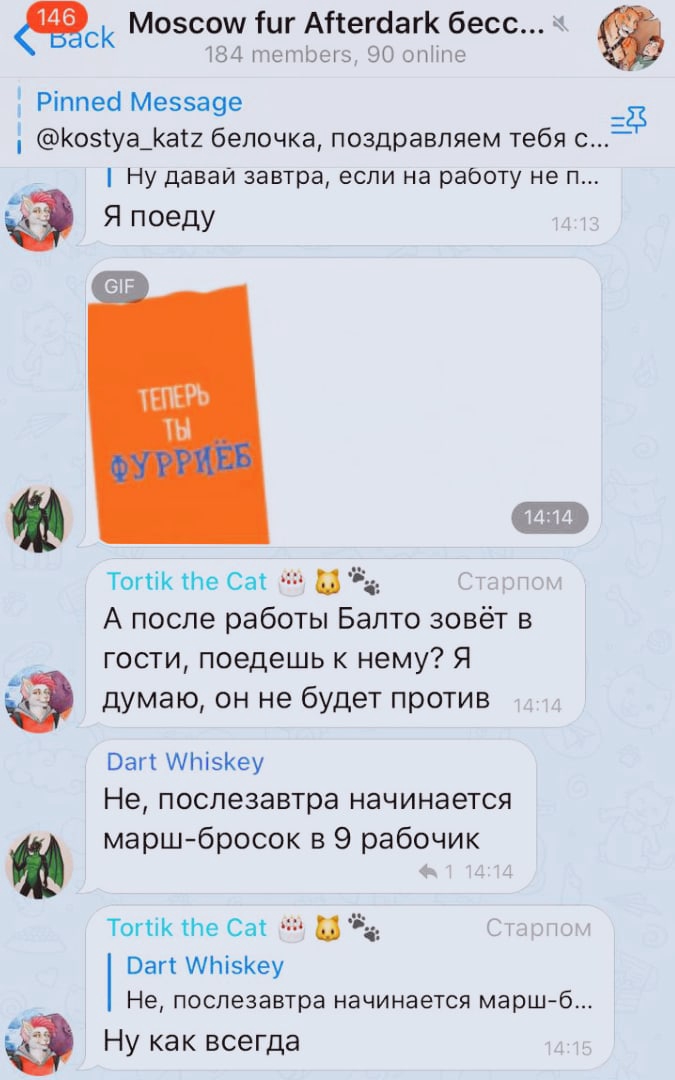 146
Back
Moscow fur Afterdark бесс...
184 members, 90 online
Pinned Message
@kostya_katz белочка, поздравляем тебя с...
Ну давай завтра, если на работу не п...
Я поеду
14:13
GIF
ТЕПЕРЬ
ТЫ
ФУРРИЁБ
14:14
Tortik the Cat 🎂🐱🐾 Старпом
А после работы Балто зовёт в
гости, поедешь к нему? Я
думаю, он не будет против
14:14
Dart Whiskey
Не, послезавтра начинается
марш-бросок в 9 рабочик
1 14:14
Tortik the Cat 🎂🐱🐾 Старпом
Dart Whiskey
Не, послезавтра начинается марш-б...
Ну как всегда
14:15